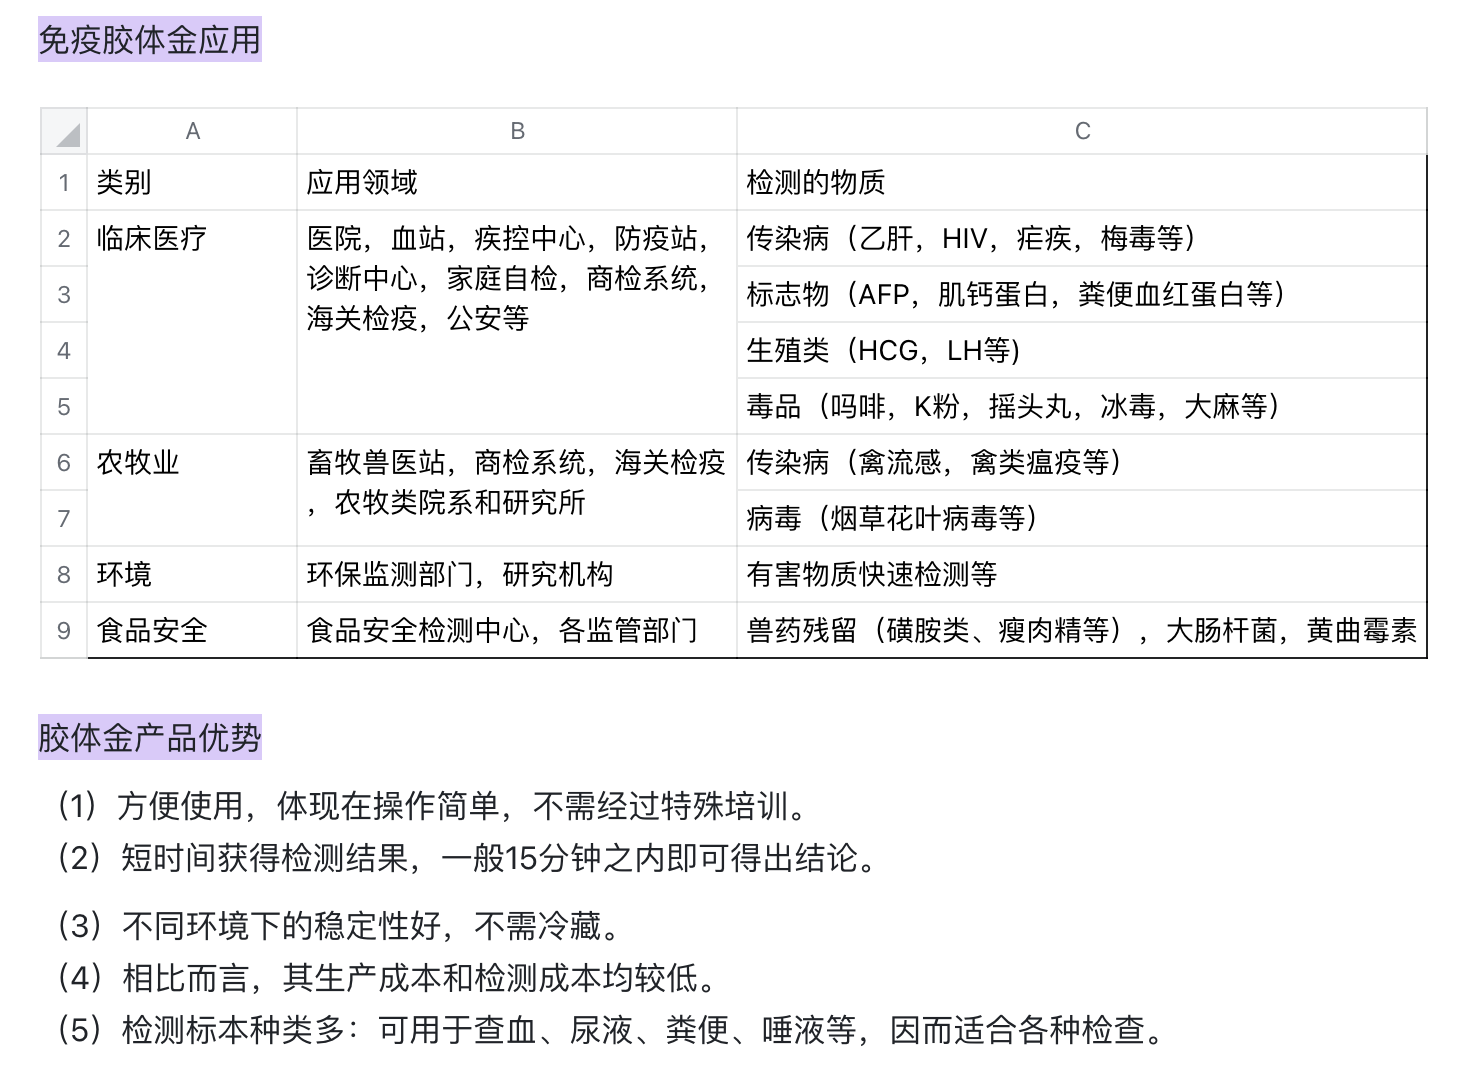 免疫胶体金应用
A B C
1 类别 应用领域 检测的物质
2 临床医疗 医院，血站，疾控中心，防疫站， 传染病（乙肝，HIV，疟疾，梅毒等）
诊断中心，家庭自检，商检系统，
3 标志物（AFP，肌钙蛋白，粪便血红蛋白等）
海关检疫，公安等
4 生殖类（HCG，LH等)
5 毒品（吗啡，K粉，摇头丸，冰毒，大麻等）
6 农牧业 畜牧兽医站，商检系统，海关检疫 传染病（禽流感，禽类瘟疫等）
，农牧类院系和研究所
7 病毒（烟草花叶病毒等）
8 环境 环保监测部门，研究机构 有害物质快速检测等
9 食品安全 食品安全检测中心，各监管部门 兽药残留（磺胺类、瘦肉精等），大肠杆菌，黄曲霉素
胶体金产品优势
（1）方便使用，体现在操作简单，不需经过特殊培训。
（2）短时间获得检测结果，一般15分钟之内即可得出结论。
（3）不同环境下的稳定性好，不需冷藏。
（4）相比而言，其生产成本和检测成本均较低。
（5）检测标本种类多：可用于查血、尿液、粪便、唾液等，因而适合各种检查。